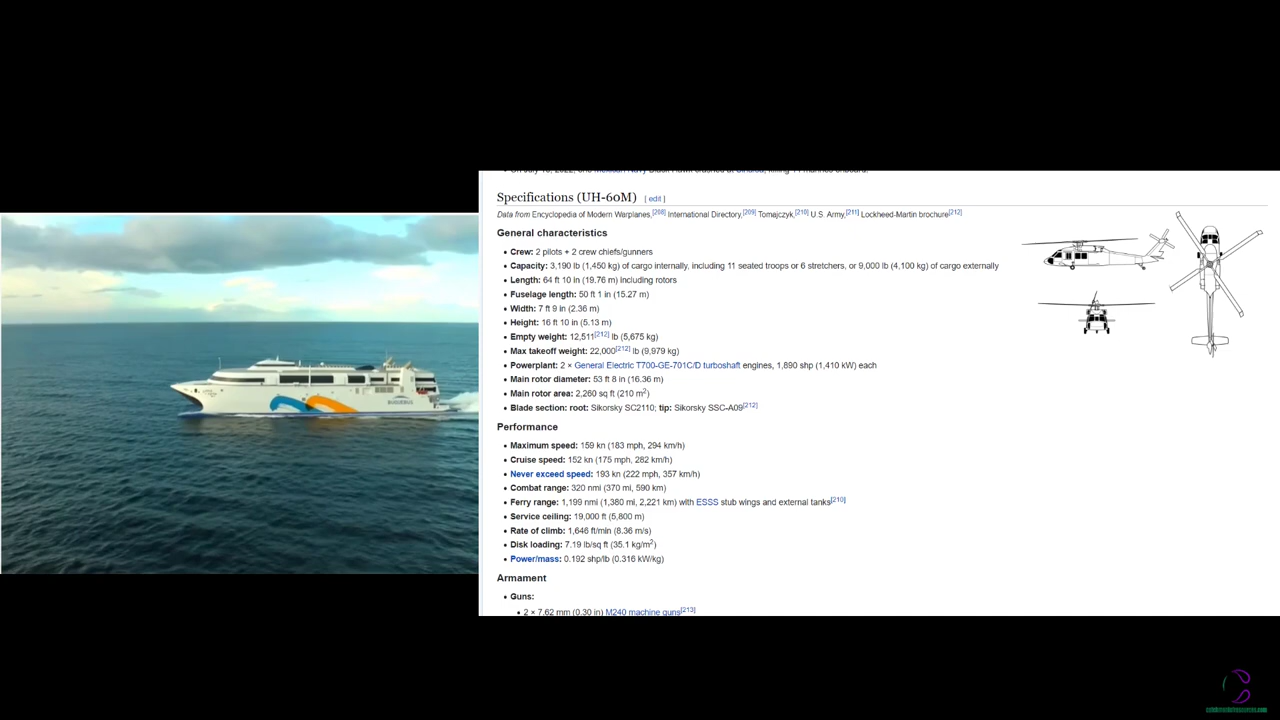 Specifications (UH-60M) [ edit ]
Data from Encyclopedia of Modern Warplanes,[208] International Directory,[209] Tomajczyk,[210] U.S. Army,[211] Lockheed-Martin brochure[212]
General characteristics
• Crew: 2 pilots + 2 crew chiefs/gunners
• Capacity: 3,190 lb (1,450 kg) of cargo internally, including 11 seated troops or 6 stretchers, or 9,000 lb (4,100 kg) of cargo externally
• Length: 64 ft 10 in (19.76 m) including rotors
• Fuselage length: 50 ft 1 in (15.27 m)
• Width: 7 ft 9 in (2.36 m)
• Height: 16 ft 10 in (5.13 m)
• Empty weight: 12,511[212] lb (5,675 kg)
• Max takeoff weight: 22,000[212] lb (9,979 kg)
• Powerplant: 2 × General Electric T700-GE-701C/D turboshaft engines, 1,890 shp (1,410 kW) each
• Main rotor diameter: 53 ft 8 in (16.36 m)
• Main rotor area: 2,260 sq ft (210 m2)
• Blade section: root: Sikorsky SC2110; tip: Sikorsky SSC-A09[212]
Performance
• Maximum speed: 159 kn (183 mph, 294 km/h)
• Cruise speed: 152 kn (175 mph, 282 km/h)
• Never exceed speed: 193 kn (222 mph, 357 km/h)
• Combat range: 320 nmi (370 mi, 590 km)
• Ferry range: 1,199 nmi (1,380 mi, 2,221 km) with ESSS stub wings and external tanks[210]
• Service ceiling: 19,000 ft (5,800 m)
• Rate of climb: 1,646 ft/min (8.36 m/s)
• Disk loading: 7.19 lb/sq ft (35.1 kg/m2)
• Power/mass: 0.192 shp/lb (0.316 kW/kg)
Armament
• Guns:
• 2 × 7.62 mm (0.30 in) M240 machine guns[213]
BUQUEBUS